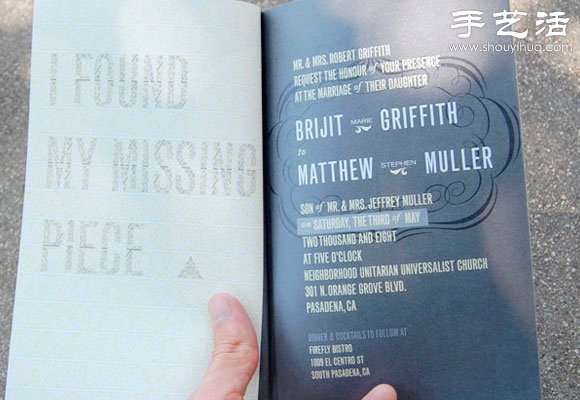 手艺活
www.shouyihuo.com
I FOUND
MY MISSING
PIECE
MR. & MRS. ROBERT GRIFFITH
REQUEST THE HONOUR of YOUR PRESENCE
AT THE MARRIAGE of THEIR DAUGHTER
BRIJIT MARIE GRIFFITH
to
MATTHEW STEPHEN MULLER
SON of MR. & MRS. JEFFREY MULLER
on SATURDAY, THE THIRD of MAY
TWO THOUSAND AND EIGHT
AT FIVE O'CLOCK
NEIGHBORHOOD UNITARIAN UNIVERSALIST CHURCH
301 N. ORANGE GROVE BLVD.
PASADENA, CA
DINNER & COCKTAILS TO FOLLOW AT
FIREFLY BISTRO
1009 EL CENTRO ST
SOUTH PASADENA, CA